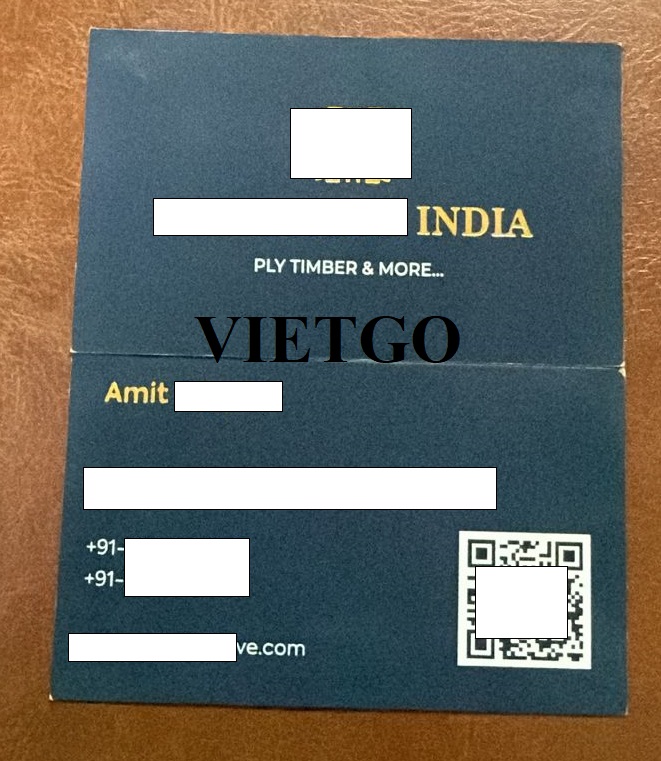 INDIA
PLY TIMBER & MORE...
VIETGO
Amit
+91-
+91-
ve.com